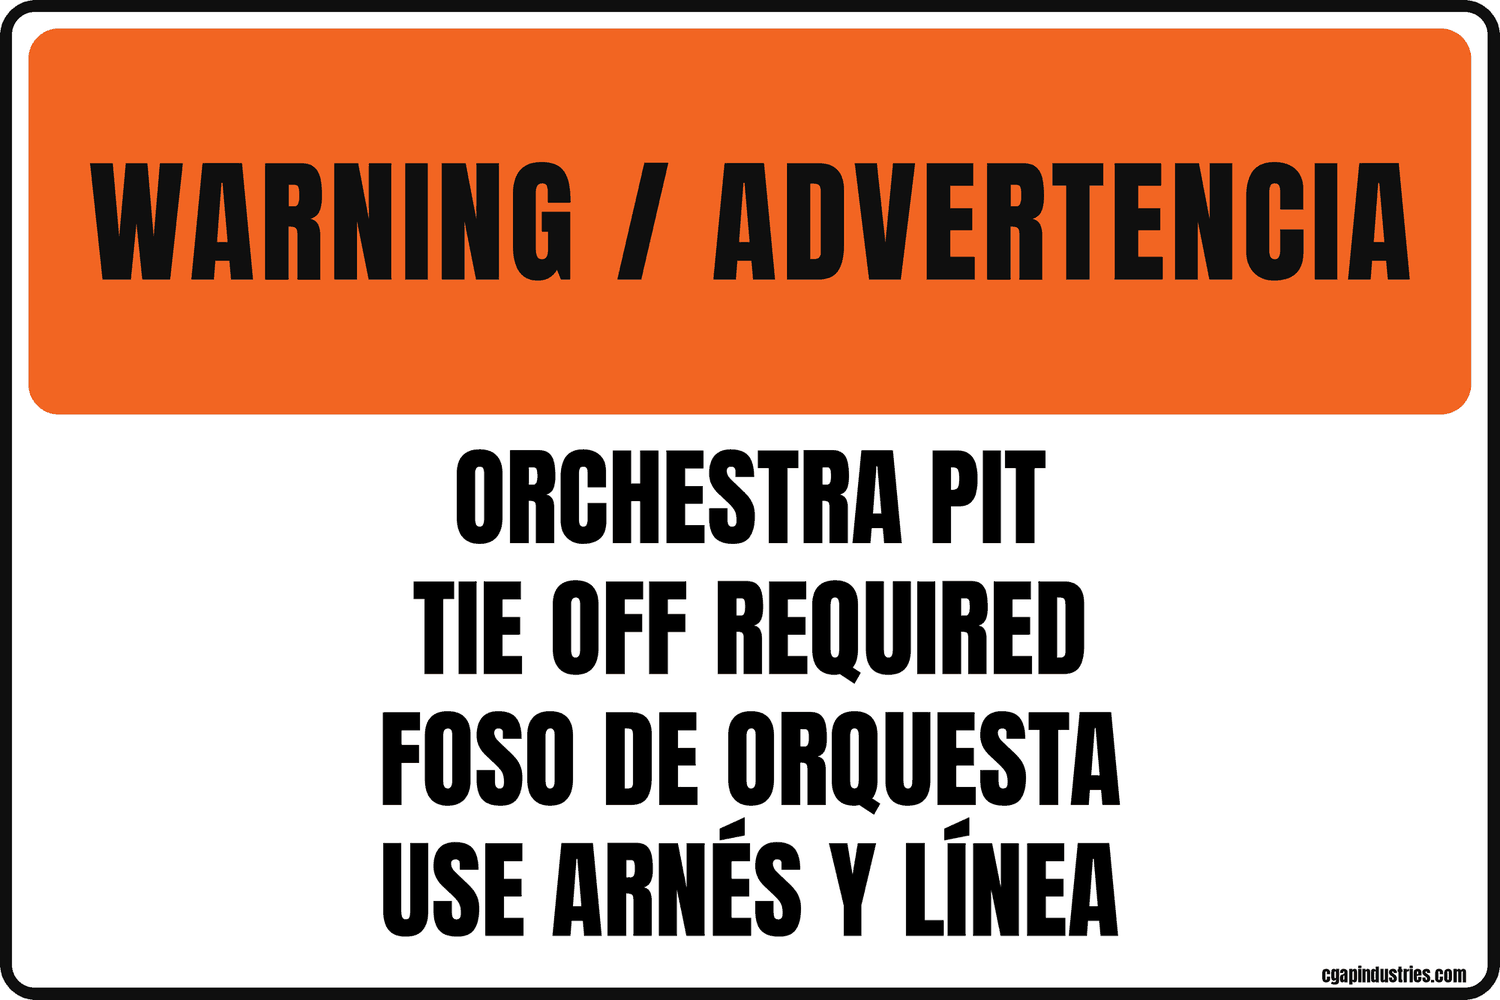 WARNING / ADVERTENCIA
ORCHESTRA PIT
TIE OFF REQUIRED
FOSO DE ORQUESTA
USE ARNÉS Y LÍNEA
cgapindustries.com